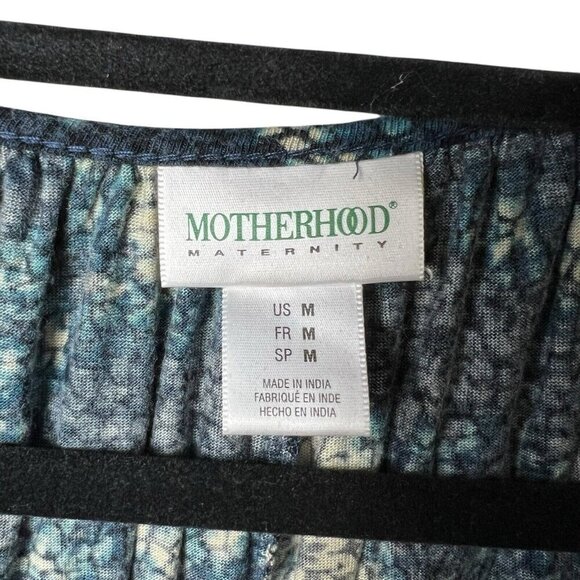 MOTHERHOOD®
MATERNITY
US M
FR M
SP M
MADE IN INDIA
FABRIQUÉ EN INDE
HECHO EN INDIA